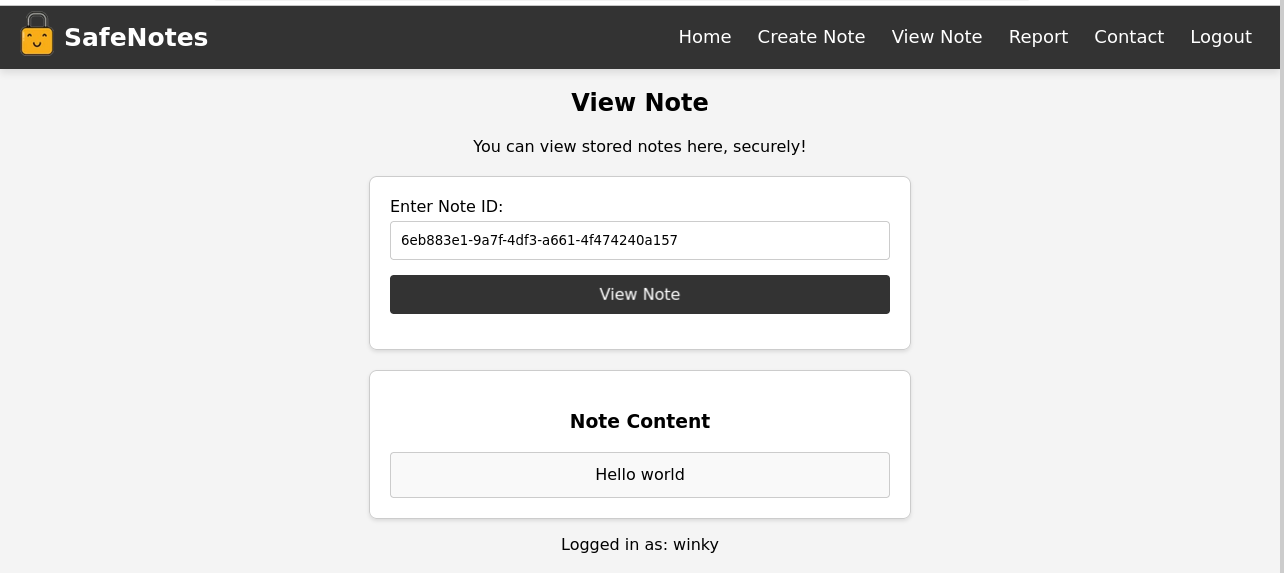 SafeNotes
Home Create Note View Note Report Contact Logout
View Note
You can view stored notes here, securely!
Enter Note ID:
6eb883e1-9a7f-4df3-a661-4f474240a157
View Note
Note Content
Hello world
Logged in as: winky